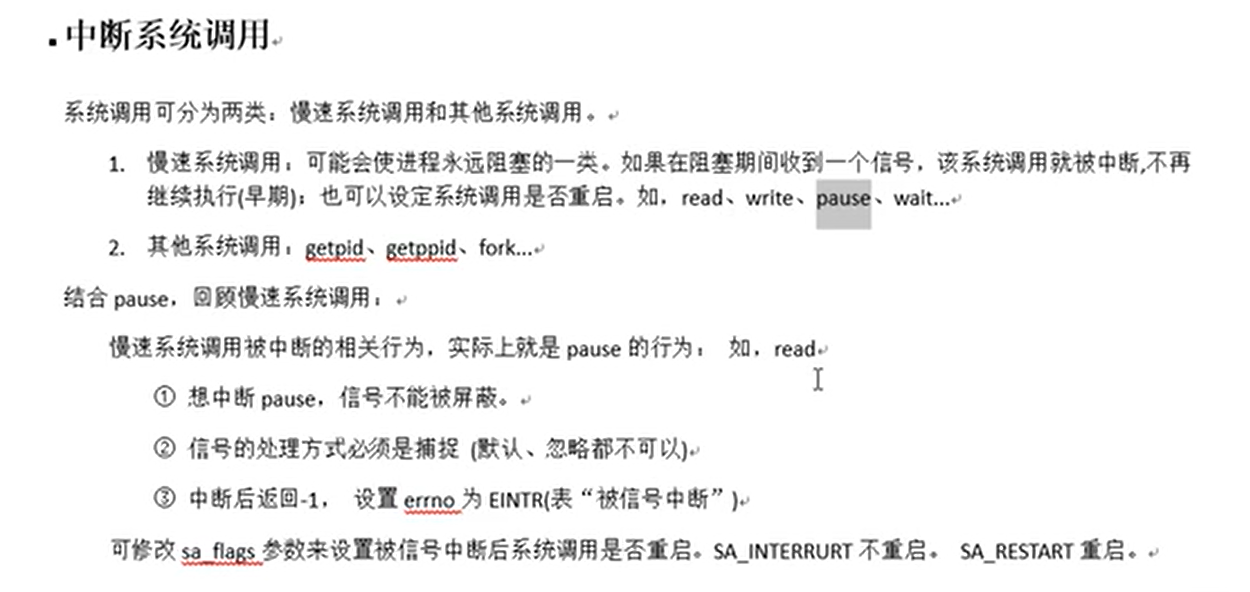 中断系统调用
系统调用可分为两类：慢速系统调用和其他系统调用。
1. 慢速系统调用：可能会使进程永远阻塞的一类。如果在阻塞期间收到一个信号，该系统调用就被中断,不再
继续执行(早期)；也可以设定系统调用是否重启。如，read、write、pause、wait...
2. 其他系统调用：getpid、getppid、fork...
结合 pause，回顾慢速系统调用：
慢速系统调用被中断的相关行为，实际上就是 pause 的行为： 如，read
① 想中断 pause，信号不能被屏蔽。
② 信号的处理方式必须是捕捉 (默认、忽略都不可以)
③ 中断后返回-1， 设置 errno 为 EINTR(表“被信号中断”)
可修改 sa_flags 参数来设置被信号中断后系统调用是否重启。SA_INTERRURT 不重启。 SA_RESTART 重启。